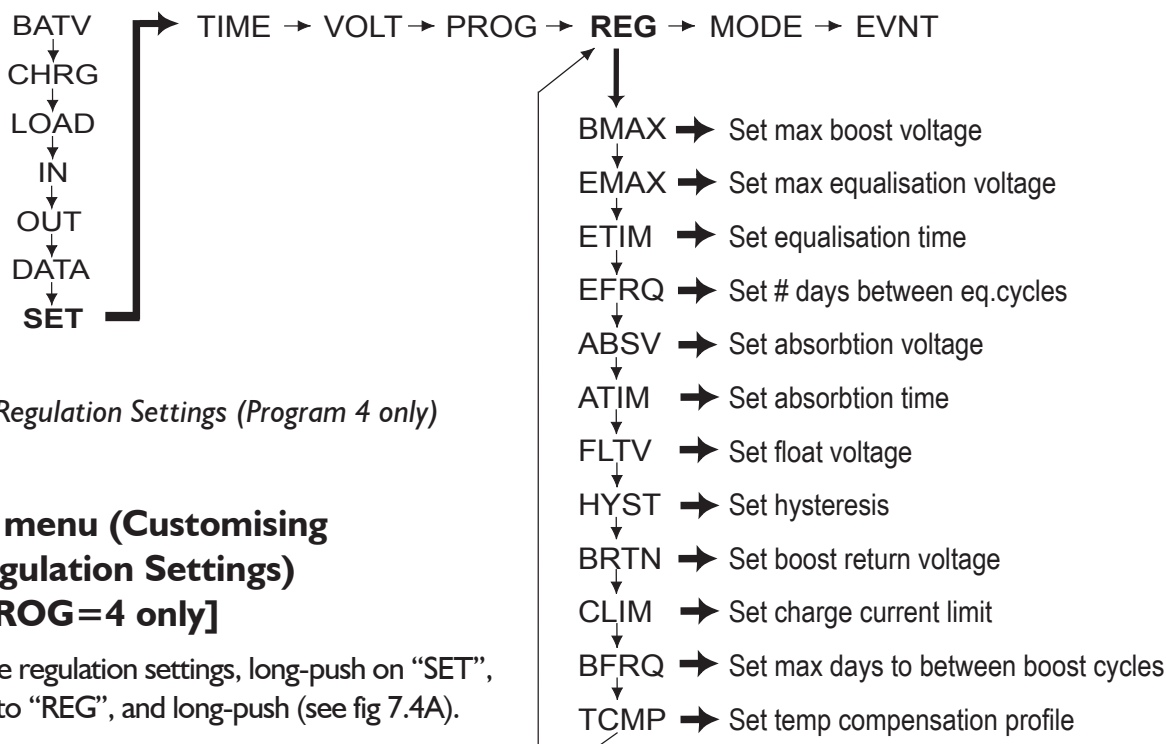 BATV
CHRG
LOAD
IN
OUT
DATA
SET
TIME VOLT PROG REG MODE EVNT
BMAX Set max boost voltage
EMAX Set max equalisation voltage
ETIM Set equalisation time
EFRQ Set # days between eq.cycles
ABSV Set absorbtion voltage
ATIM Set absorbtion time
FLTV Set float voltage
HYST Set hysteresis
BRTN Set boost return voltage
CLIM Set charge current limit
BFRQ Set max days to between boost cycles
TCMP Set temp compensation profile
Regulation Settings (Program 4 only)
menu (Customising
gulation Settings)
ROG=4 only]
e regulation settings, long-push on “SET”,
to “REG”, and long-push (see fig 7.4A).